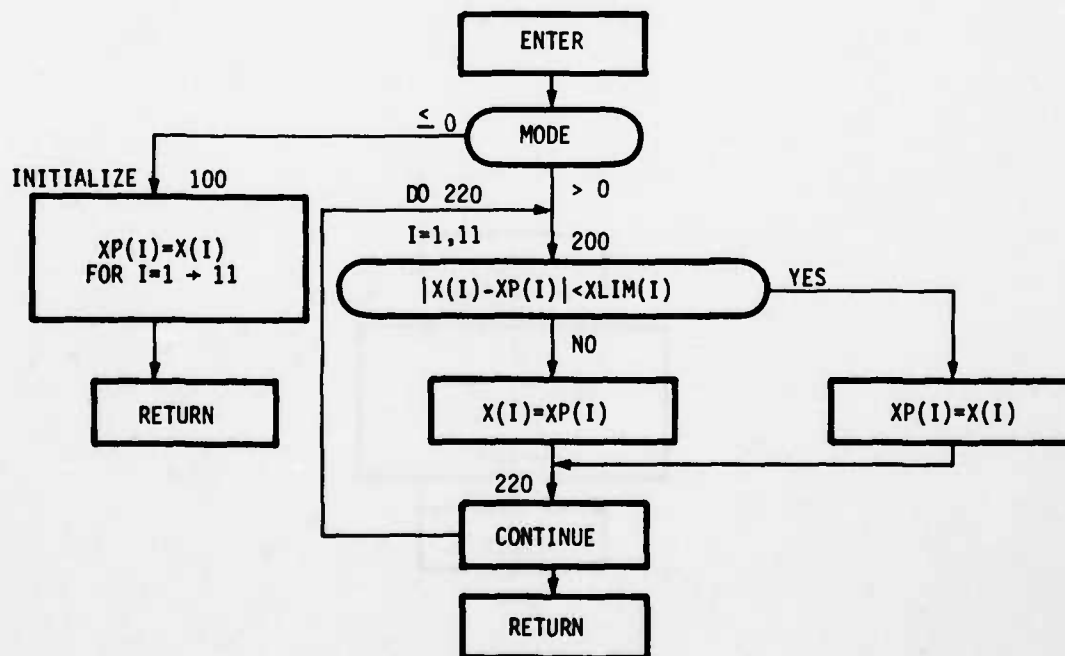 ENTER
≤ 0
MODE
INITIALIZE 100
> 0
DO 220
I=1,11
200
XP(I)=X(I)
FOR I=1 → 11
|X(I)-XP(I)|<XLIM(I)
YES
NO
RETURN
X(I)=XP(I)
XP(I)=X(I)
220
CONTINUE
RETURN